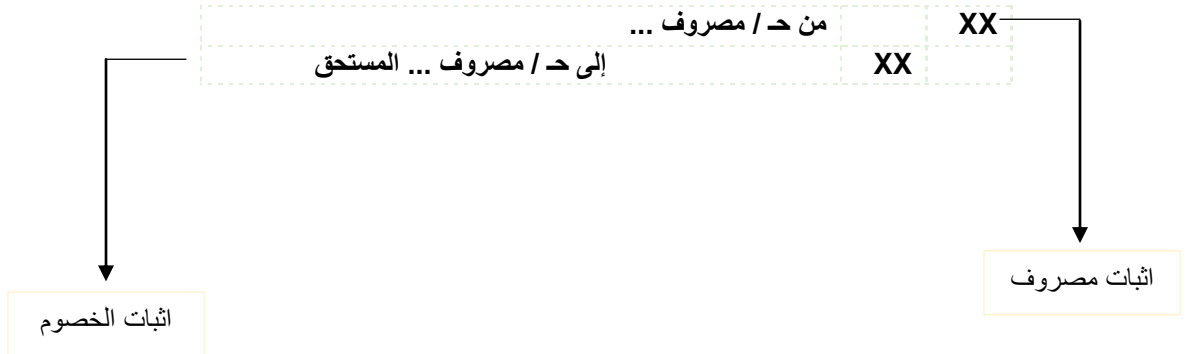 XX من حـ / مصروف ...
XX إلى حـ / مصروف ... المستحق
اثبات مصروف
اثبات الخصوم